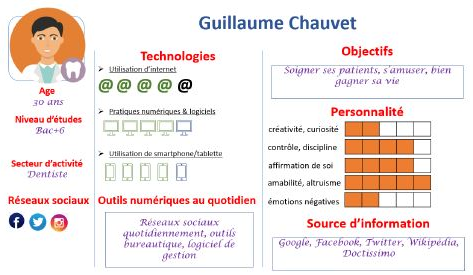 Guillaume Chauvet
Age
30 ans
Niveau d'études
Bac+6
Secteur d'activité
Dentiste
Réseaux sociaux
Technologies
Utilisation d'internet
@ @ @ @ @
Pratiques numériques & logiciels
Utilisation de smartphone/tablette
Outils numériques au quotidien
Réseaux sociaux
quotidiennement, outils
bureautique, logiciel de
gestion
Objectifs
Soigner ses patients, s'amuser, bien
gagner sa vie
Personnalité
créativité, curiosité
contrôle, discipline
affirmation de soi
amabilité, altruisme
émotions négatives
Source d'information
Google, Facebook, Twitter, Wikipédia,
Doctissimo